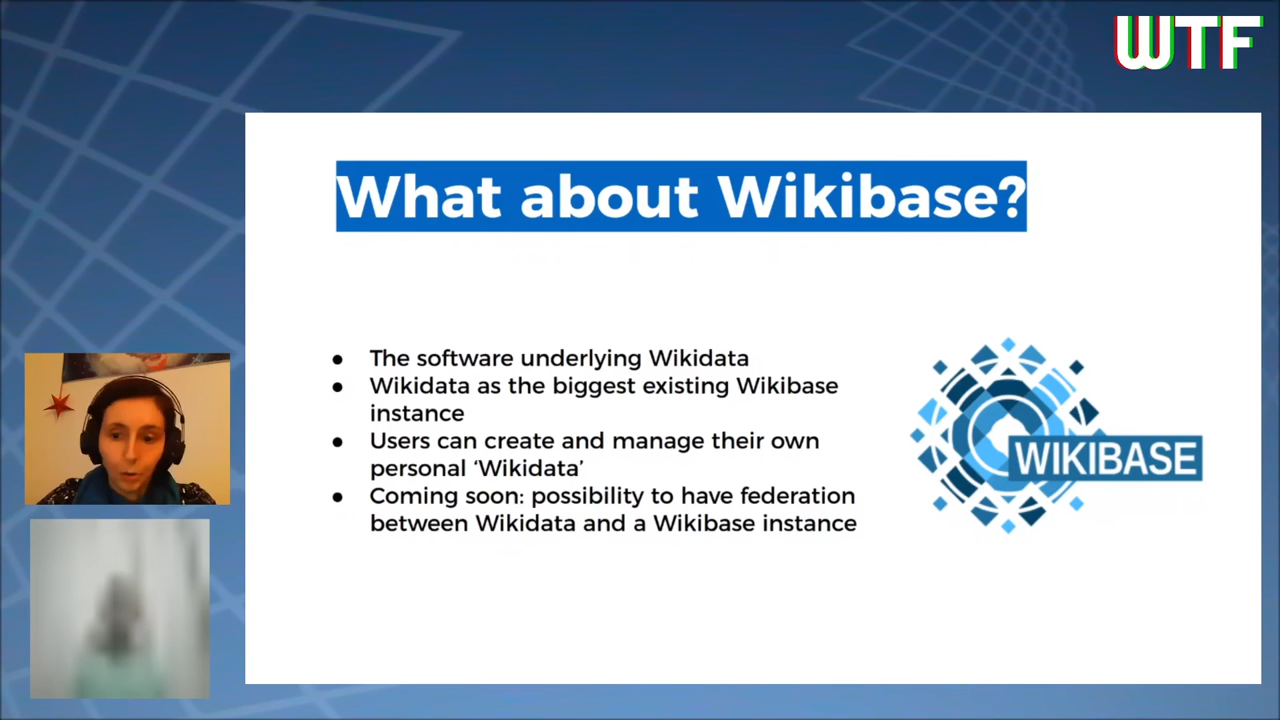 WTF
What about Wikibase?
● The software underlying Wikidata
● Wikidata as the biggest existing Wikibase
instance
● Users can create and manage their own
personal ‘Wikidata’
● Coming soon: possibility to have federation
between Wikidata and a Wikibase instance
WIKIBASE